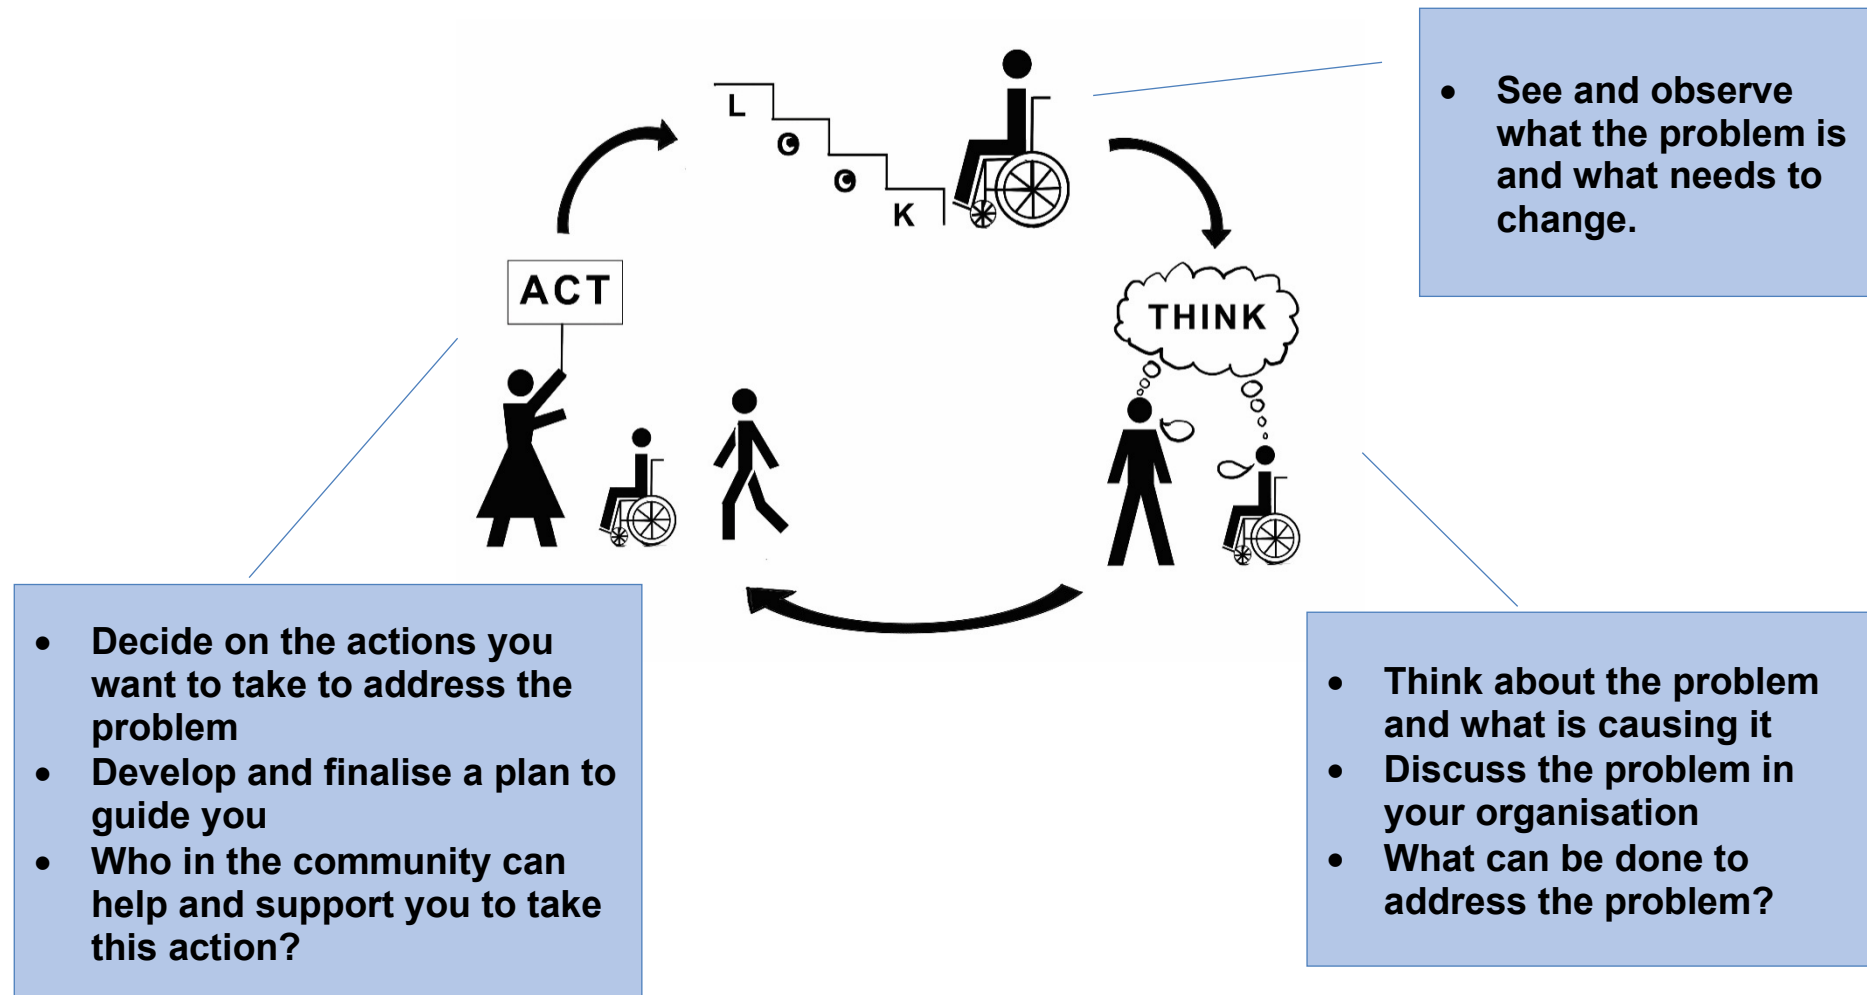 LOOK
• See and observe
what the problem is
and what needs to
change.
THINK
• Think about the problem
and what is causing it
• Discuss the problem in
your organisation
• What can be done to
address the problem?
ACT
• Decide on the actions you
want to take to address the
problem
• Develop and finalise a plan to
guide you
• Who in the community can
help and support you to take
this action?